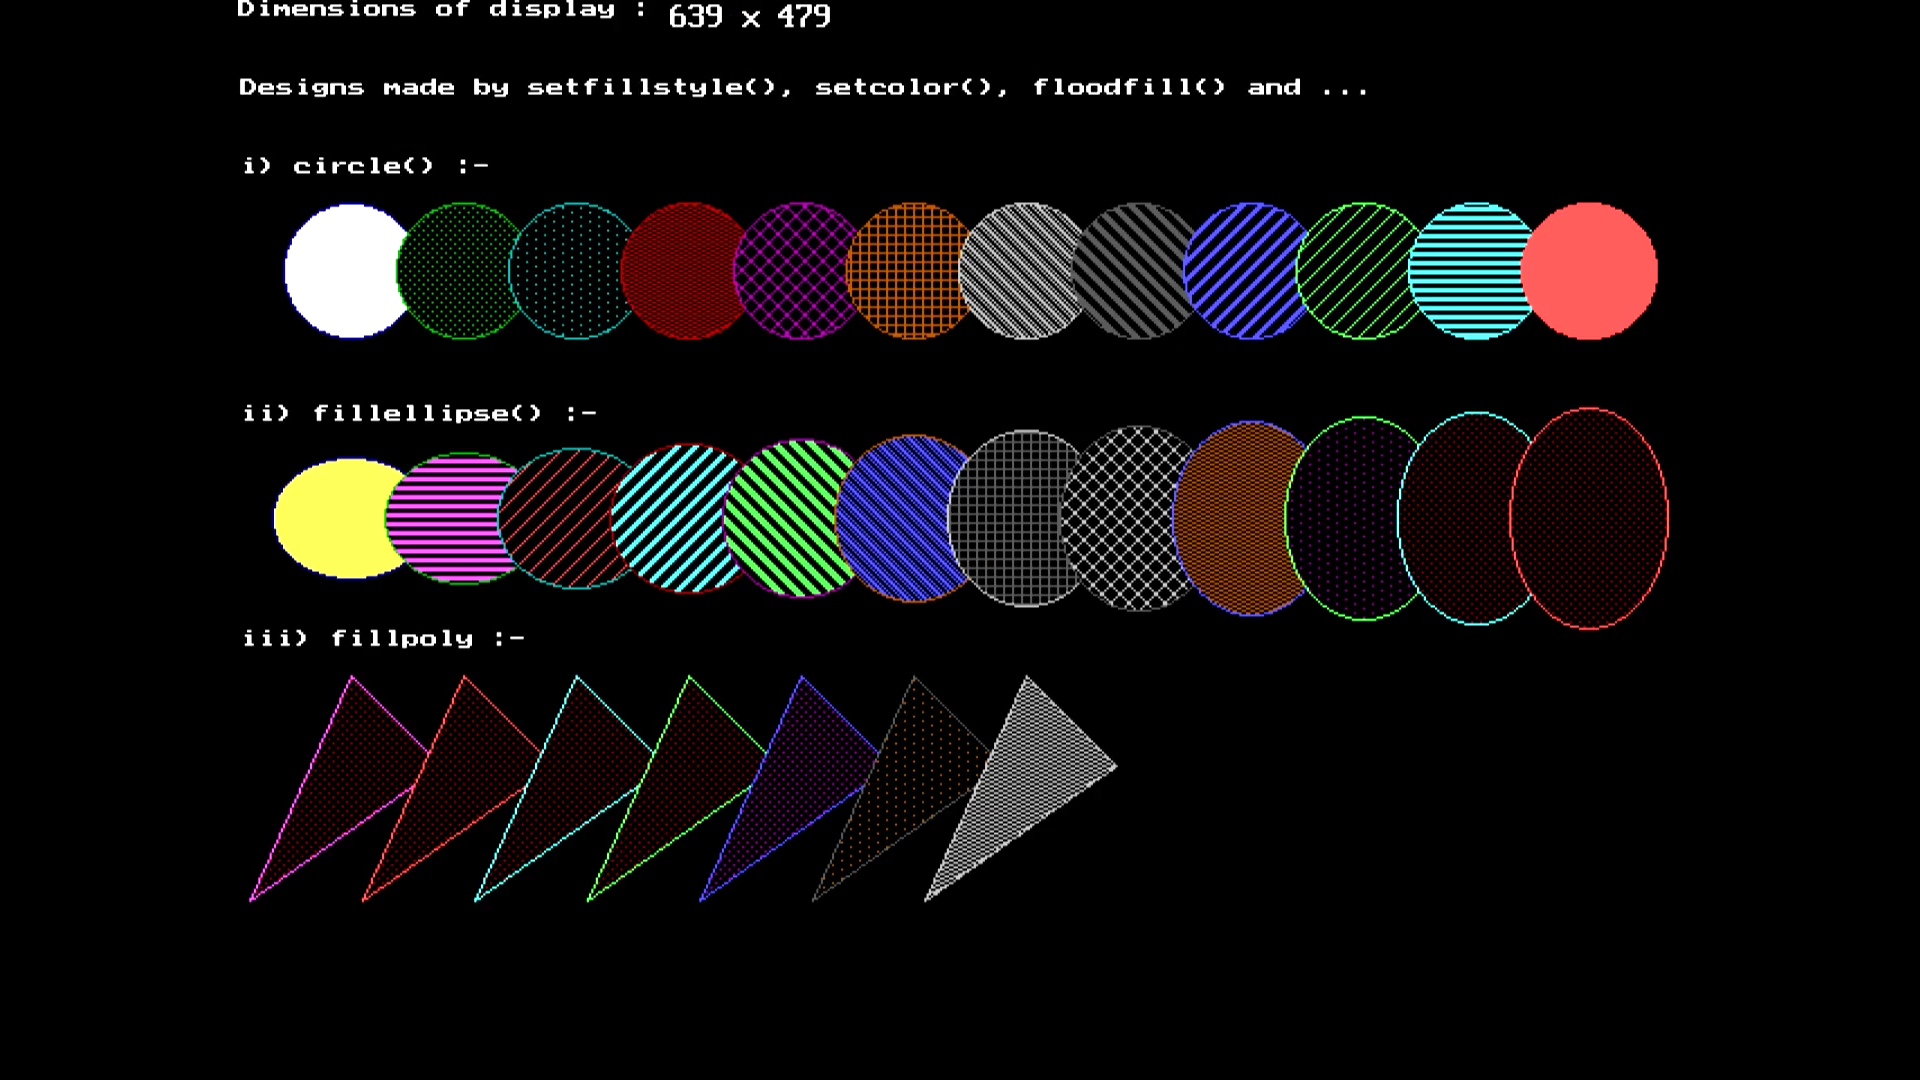 Dimensions of display : 639 x 479
Designs made by setfillstyle(), setcolor(), floodfill() and ...
i) circle() :-
ii) fillellipse() :-
iii) fillpoly :-